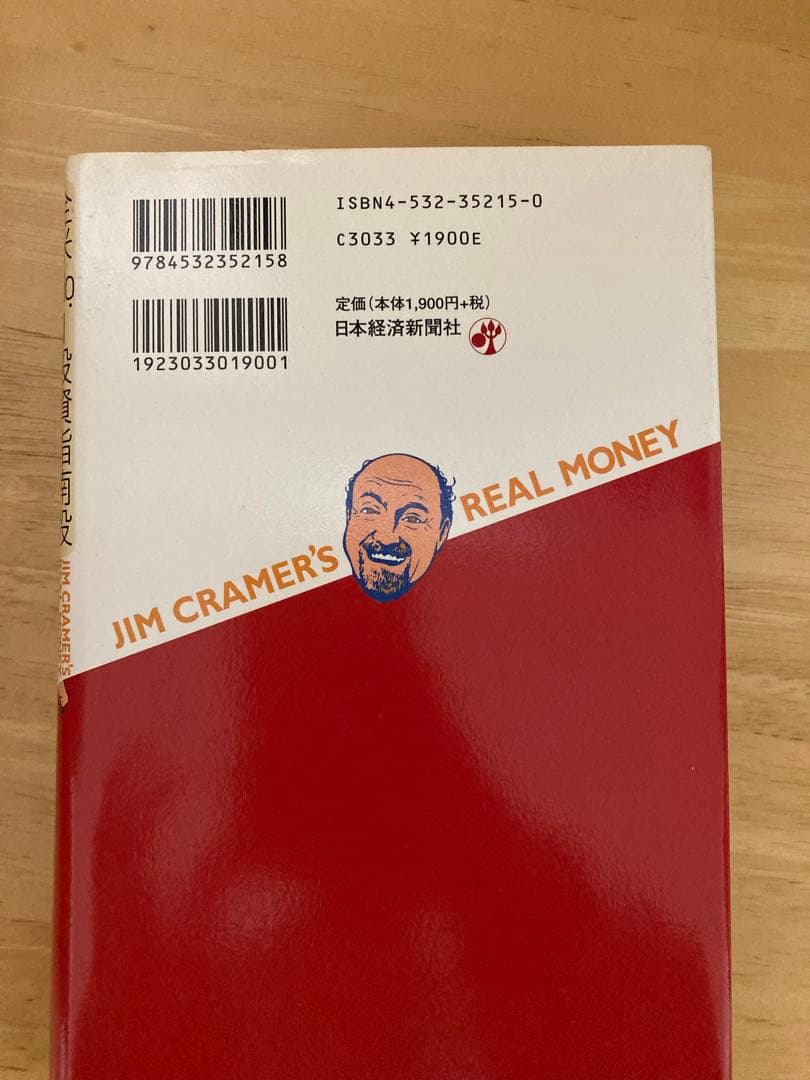 ISBN4-532-35215-0
C3033 ¥1900E
9784532352158
定価(本体1,900円+税)
日本経済新聞社
1923033019001
JIM CRAMER'S REAL MONEY
JIM CRAMER'S